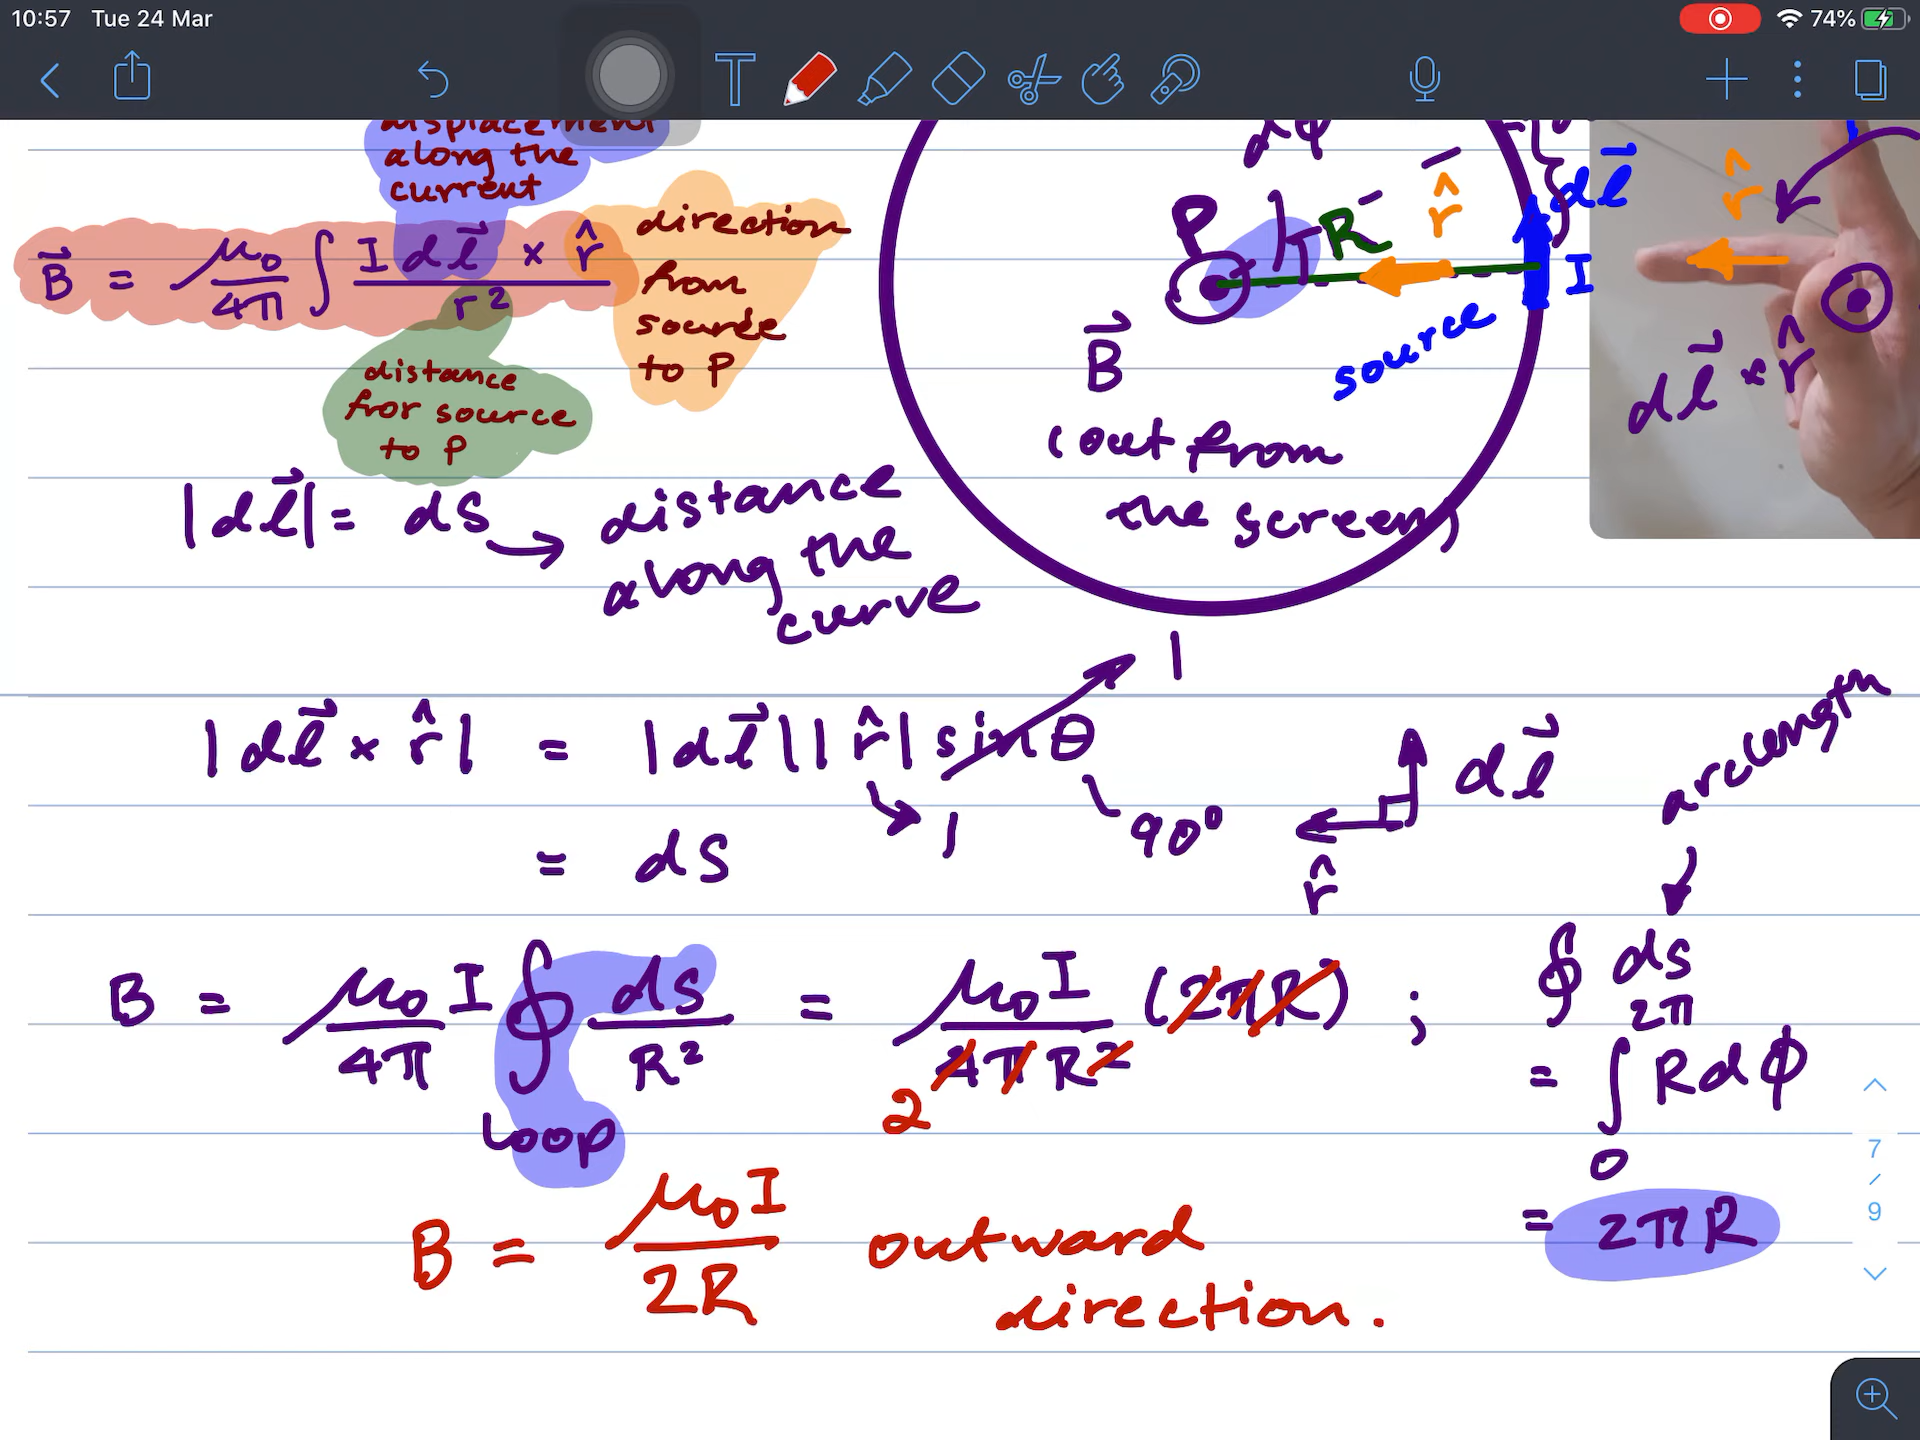 10:57 Tue 24 Mar
74%
T
displacement
along the
current
B⃗ = μ₀/4π ∫ I dl⃗ × r̂ / r²
direction
from
source
to P
distance
fror source
to P
dϕ
P
R
r̂
dl⃗
I
source
B⃗
(out from
the screen)
r̂
dl⃗ × r̂
|dl⃗| = ds → distance
along the
curve
|dl⃗ × r̂| = |dl⃗||r̂| sinθ
1
1
90°
dl⃗
r̂
= ds
arclength
B = μ₀I/4π ∮ ds/R² = μ₀I/4πR² (2πR) ;
Loop
2
∮ ds
= ∫₀^2π R dϕ
= 2πR
B = μ₀I/2R outward
direction.
7
/
9